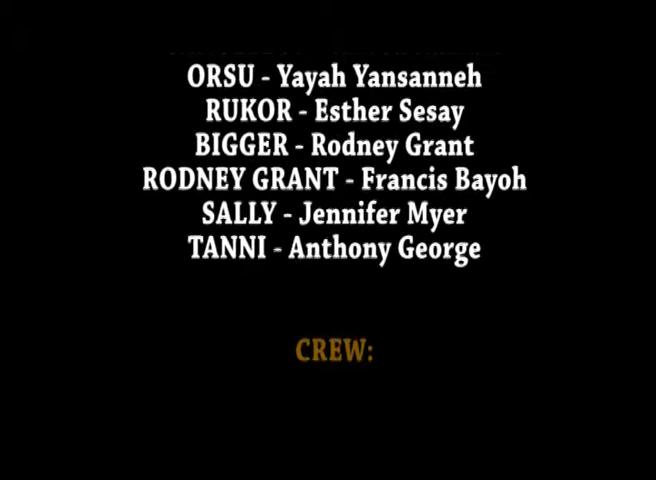 ORSU - Yayah Yansanneh
RUKOR - Esther Sesay
BIGGER - Rodney Grant
RODNEY GRANT - Francis Bayoh
SALLY - Jennifer Myer
TANNI - Anthony George
CREW: